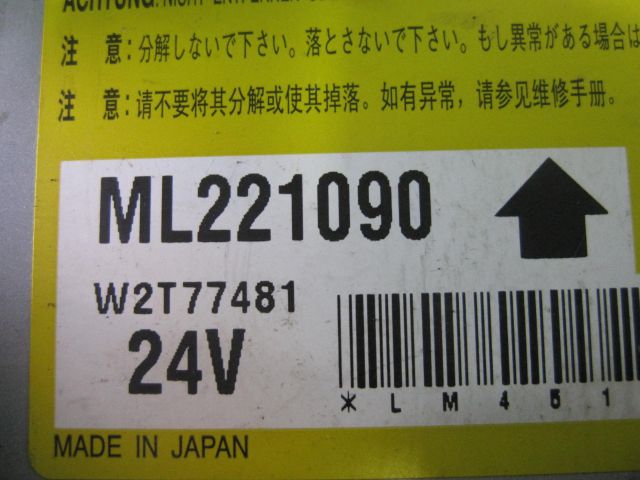 ACHTUNG: NICHT
注 意:分解しないで下さい。落とさないで下さい。もし異常がある場合は
注 意:请不要将其分解或使其掉落。如有异常,请参见维修手册。
ML221090
W2T77481
24V
*LM451
MADE IN JAPAN